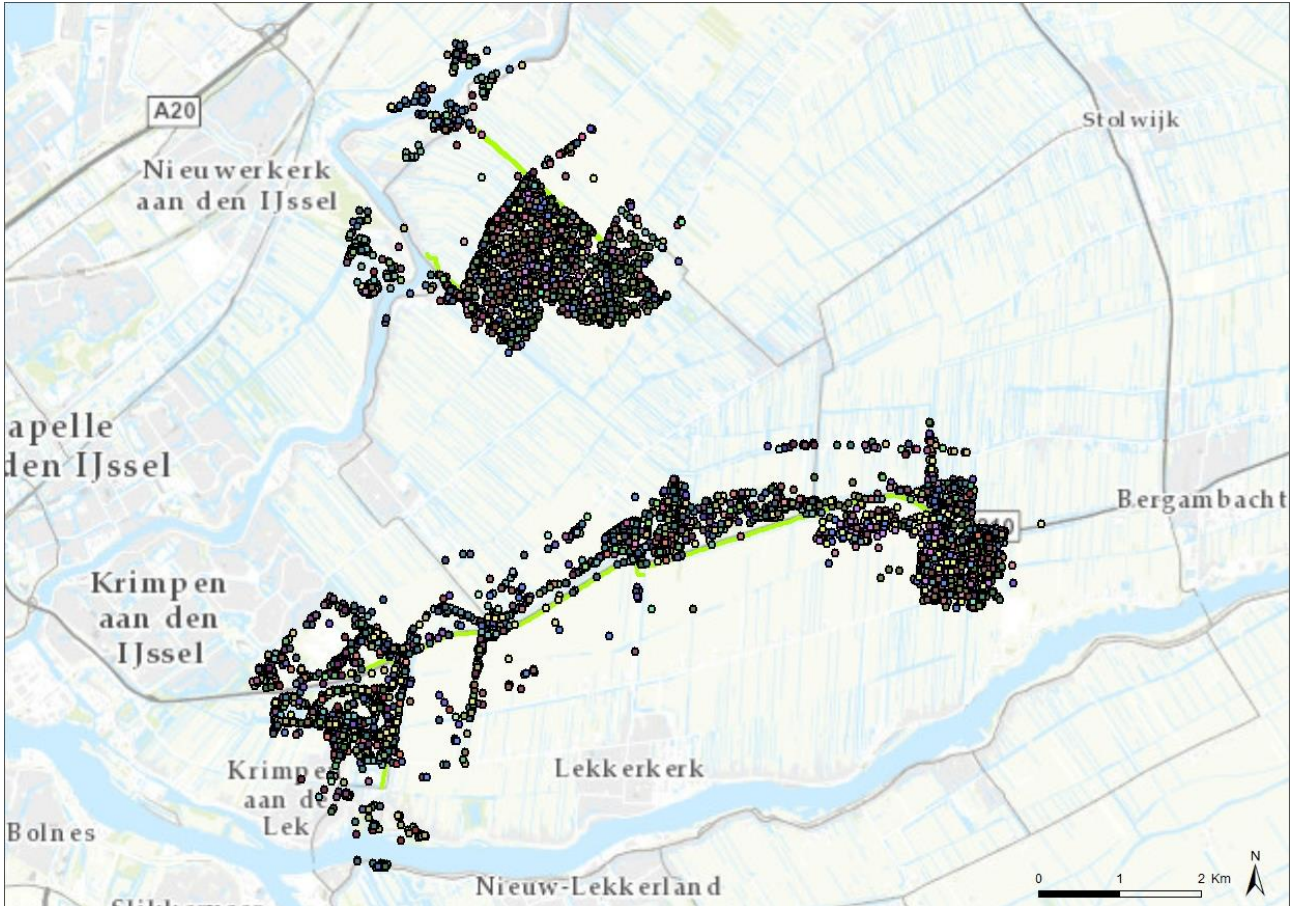 A20
Stolwijk
Nieuwerkerk
aan den IJssel
apelle
den IJssel
Bergambacht
Krimpen
aan den
IJssel
Krimpe
aan de
Lek
Lekkerkerk
Bolnes
Nieuw-Lekkerland
N
0 1 2 Km